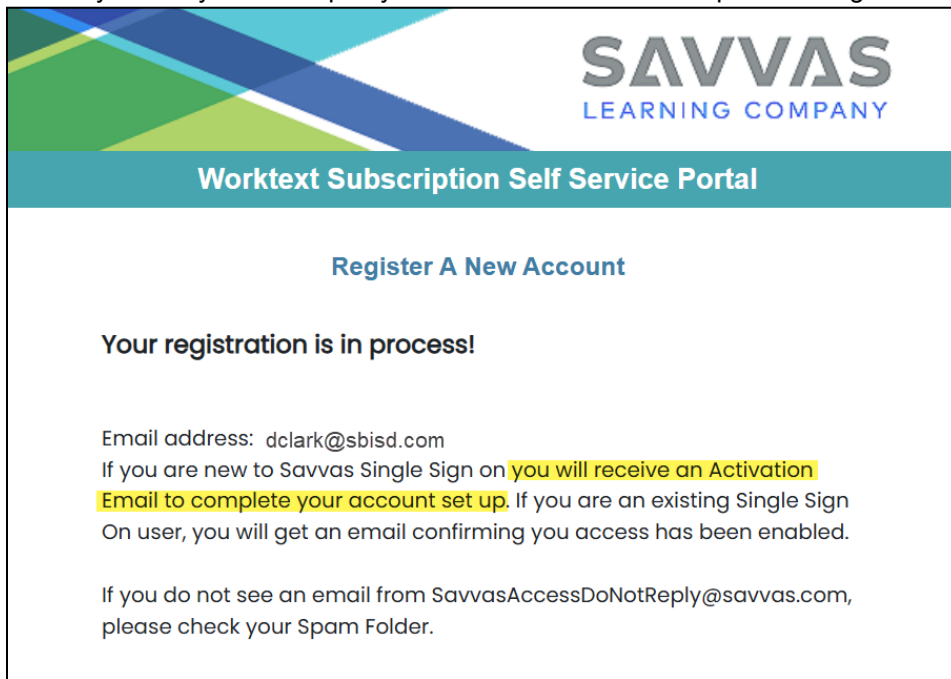 SAVVAS
LEARNING COMPANY
Worktext Subscription Self Service Portal
Register A New Account
Your registration is in process!
Email address: dclark@sbisd.com
If you are new to Savvas Single Sign on you will receive an Activation
Email to complete your account set up. If you are an existing Single Sign
On user, you will get an email confirming you access has been enabled.
If you do not see an email from SavvasAccessDoNotReply@savvas.com,
please check your Spam Folder.